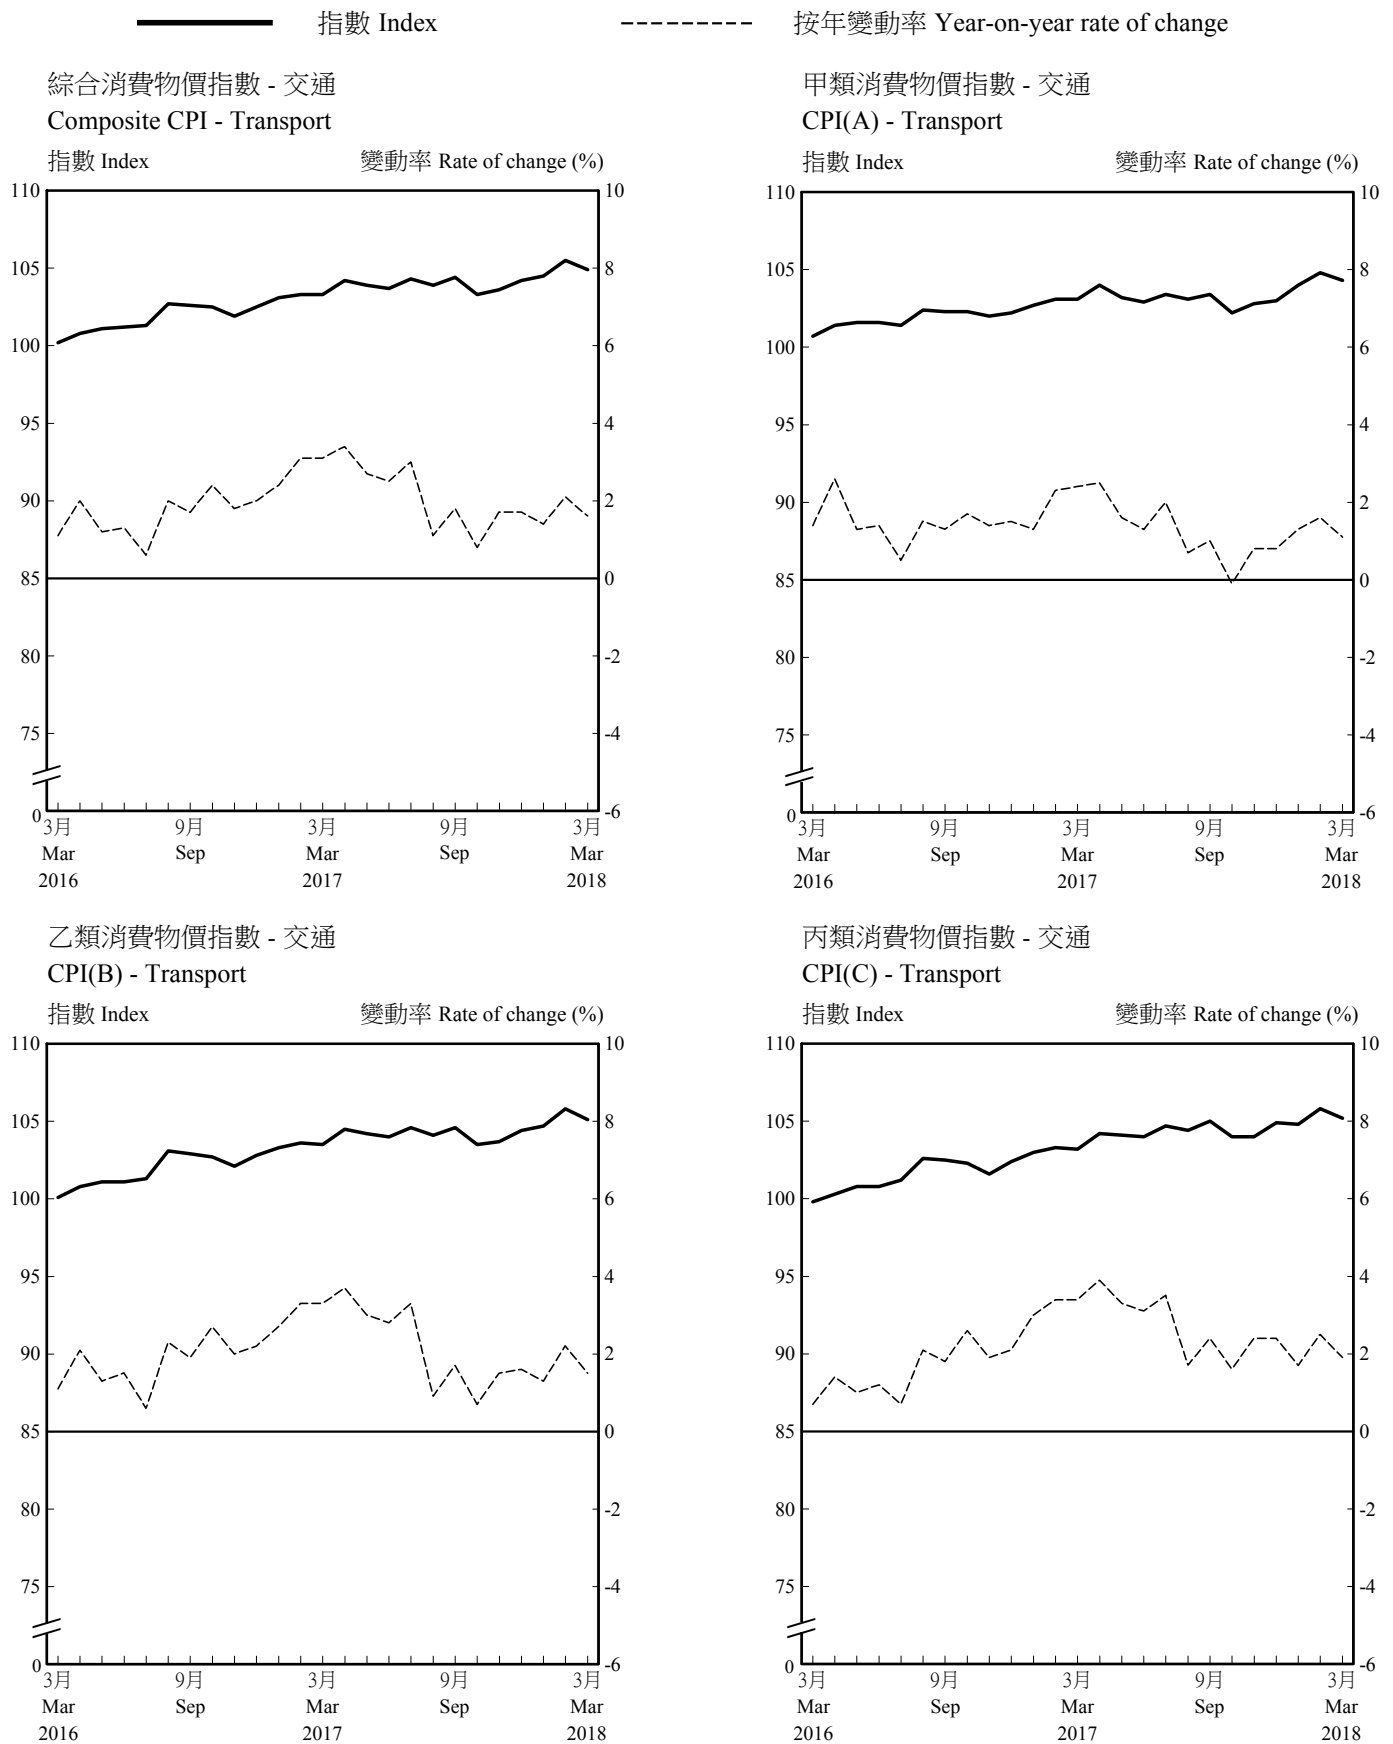 指數 Index
按年變動率 Year-on-year rate of change
綜合消費物價指數 - 交通
Composite CPI - Transport
指數 Index
變動率 Rate of change (%)
110
105
100
95
90
85
80
75
0
10
8
6
4
2
0
-2
-4
-6
3月 9月 3月 9月 3月
Mar Sep Mar Sep Mar
2016 2017 2018
甲類消費物價指數 - 交通
CPI(A) - Transport
指數 Index
變動率 Rate of change (%)
110
105
100
95
90
85
80
75
0
10
8
6
4
2
0
-2
-4
-6
3月 9月 3月 9月 3月
Mar Sep Mar Sep Mar
2016 2017 2018
乙類消費物價指數 - 交通
CPI(B) - Transport
指數 Index
變動率 Rate of change (%)
110
105
100
95
90
85
80
75
0
10
8
6
4
2
0
-2
-4
-6
3月 9月 3月 9月 3月
Mar Sep Mar Sep Mar
2016 2017 2018
丙類消費物價指數 - 交通
CPI(C) - Transport
指數 Index
變動率 Rate of change (%)
110
105
100
95
90
85
80
75
0
10
8
6
4
2
0
-2
-4
-6
3月 9月 3月 9月 3月
Mar Sep Mar Sep Mar
2016 2017 2018